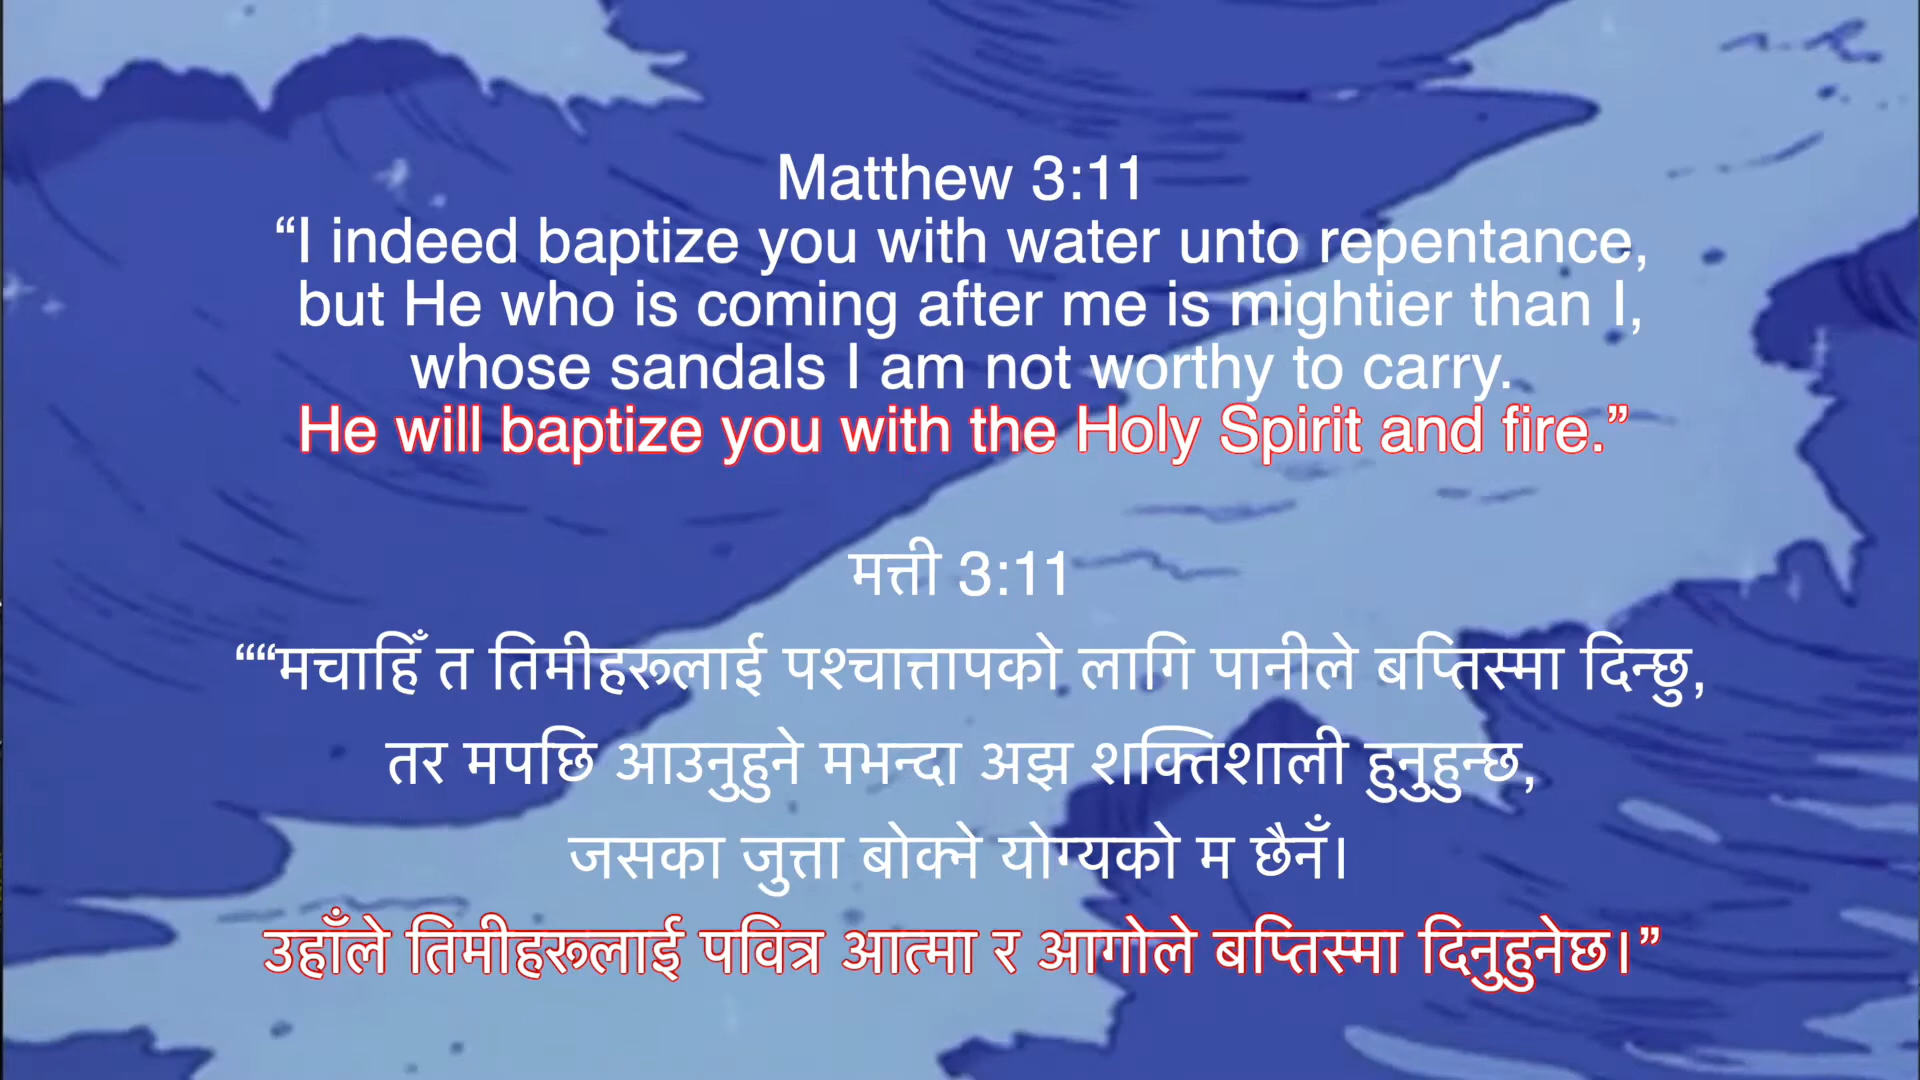 Matthew 3:11
“I indeed baptize you with water unto repentance,
but He who is coming after me is mightier than I,
whose sandals I am not worthy to carry.
He will baptize you with the Holy Spirit and fire.”
मत्ती 3:11
““मचाहिँ त तिमीहरूलाई पश्चात्तापको लागि पानीले बप्तिस्मा दिन्छु,
तर मपछि आउनुहुने मभन्दा अझ शक्तिशाली हुनुहुन्छ,
जसका जुत्ता बोक्ने योग्यको म छैनँ।
उहाँले तिमीहरूलाई पवित्र आत्मा र आगोले बप्तिस्मा दिनुहुनेछ।”